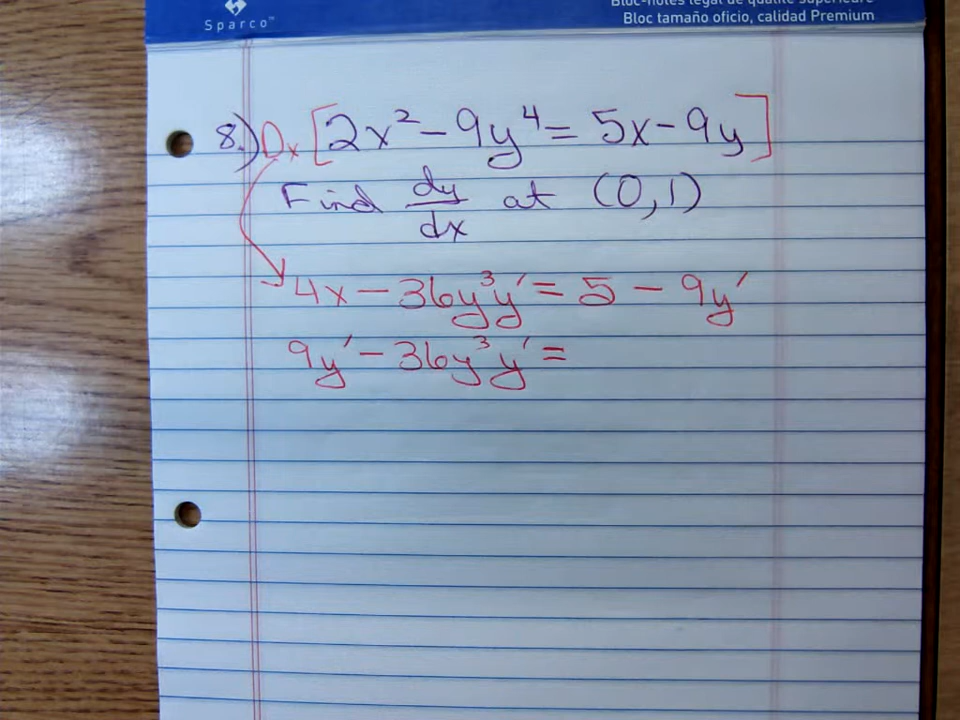 Sparco™
Bloc tamaño oficio, calidad Premium
8.) Dx [2x² - 9y⁴ = 5x - 9y]
Find dy/dx at (0,1)
4x - 36y³y' = 5 - 9y'
9y' - 36y³y' =